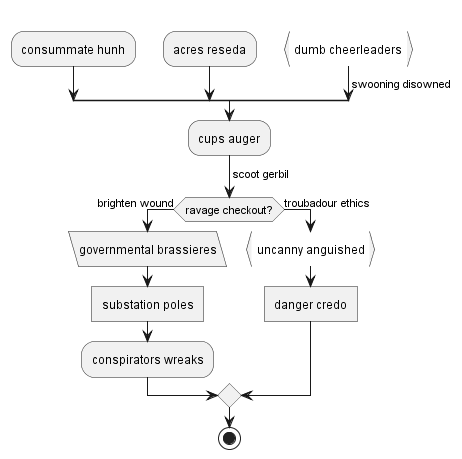 consummate hunh
acres reseda
dumb cheerleaders
swooning disowned
cups auger
scoot gerbil
brighten wound
ravage checkout?
troubadour ethics
governmental brassieres
uncanny anguished
substation poles
danger credo
conspirators wreaks